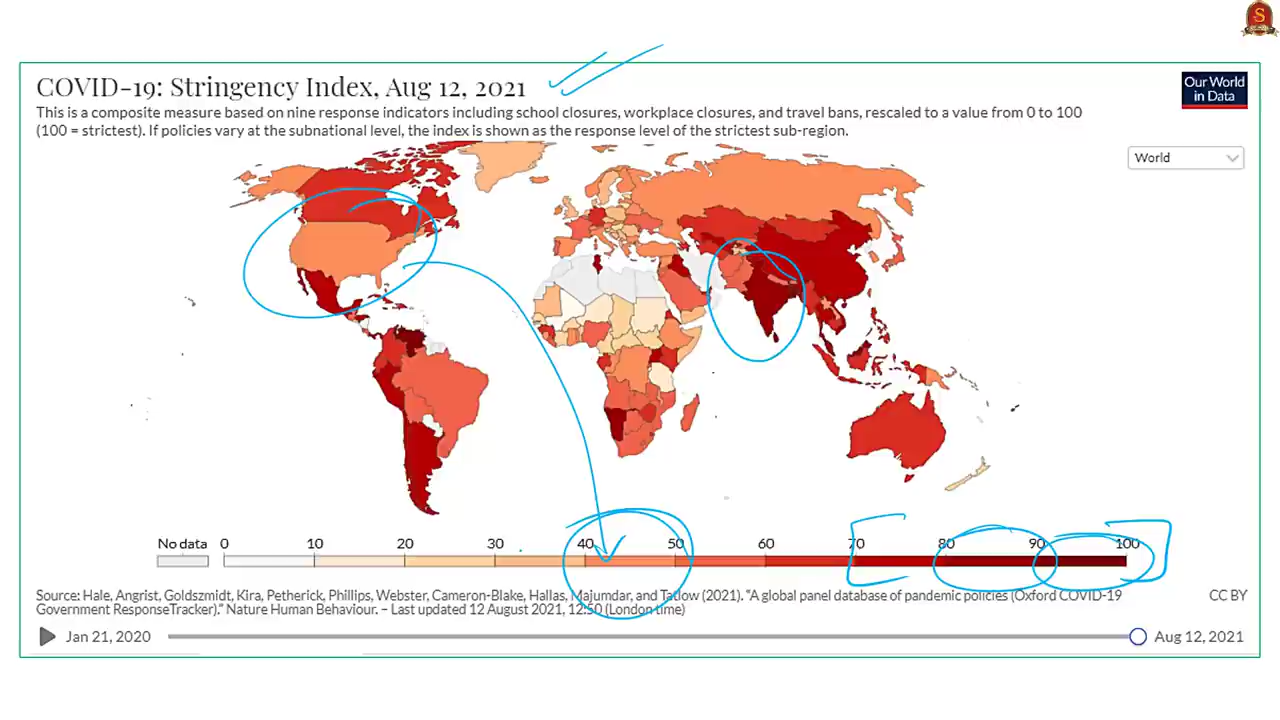 S
COVID-19: Stringency Index, Aug 12, 2021
Our World
in Data
This is a composite measure based on nine response indicators including school closures, workplace closures, and travel bans, rescaled to a value from 0 to 100
(100 = strictest). If policies vary at the subnational level, the index is shown as the response level of the strictest sub-region.
World
No data 0 10 20 30 40 50 60 70 80 90 100
Source: Hale, Angrist, Goldszmidt, Kira, Petherick, Phillips, Webster, Cameron-Blake, Hallas, Majumdar, and Tatlow (2021). "A global panel database of pandemic policies (Oxford COVID-19
Government ResponseTracker)." Nature Human Behaviour. – Last updated 12 August 2021, 12:50 (London time)
CC BY
Jan 21, 2020 Aug 12, 2021